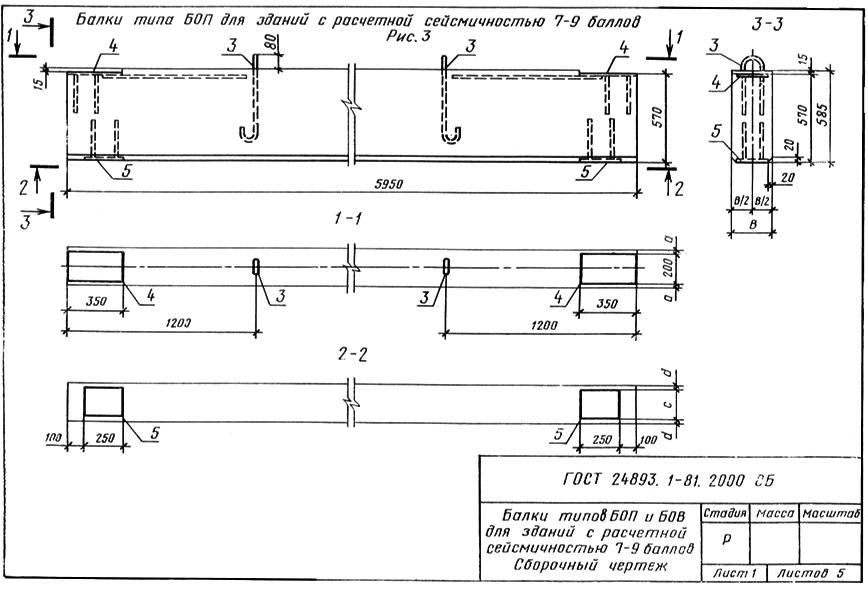 Балки типа БОП для зданий с расчетной сейсмичностью 7-9 баллов
Рис. 3
3
1
4
3
80
3
4
1
15
570
5
5
2
5950
2
3
3-3
3
4
15
570
585
5
20
20
В/2 В/2
В
1-1
4
3
3
4
a
200
a
350
350
1200
1200
2-2
5
5
d
c
d
100
250
250
100
ГОСТ 24893.1-81.2000 СБ
Балки типов БОП и БОВ
для зданий с расчетной
сейсмичностью 7-9 баллов
Сборочный чертеж
Стадия Масса Масштаб
Р
Лист 1 Листов 5